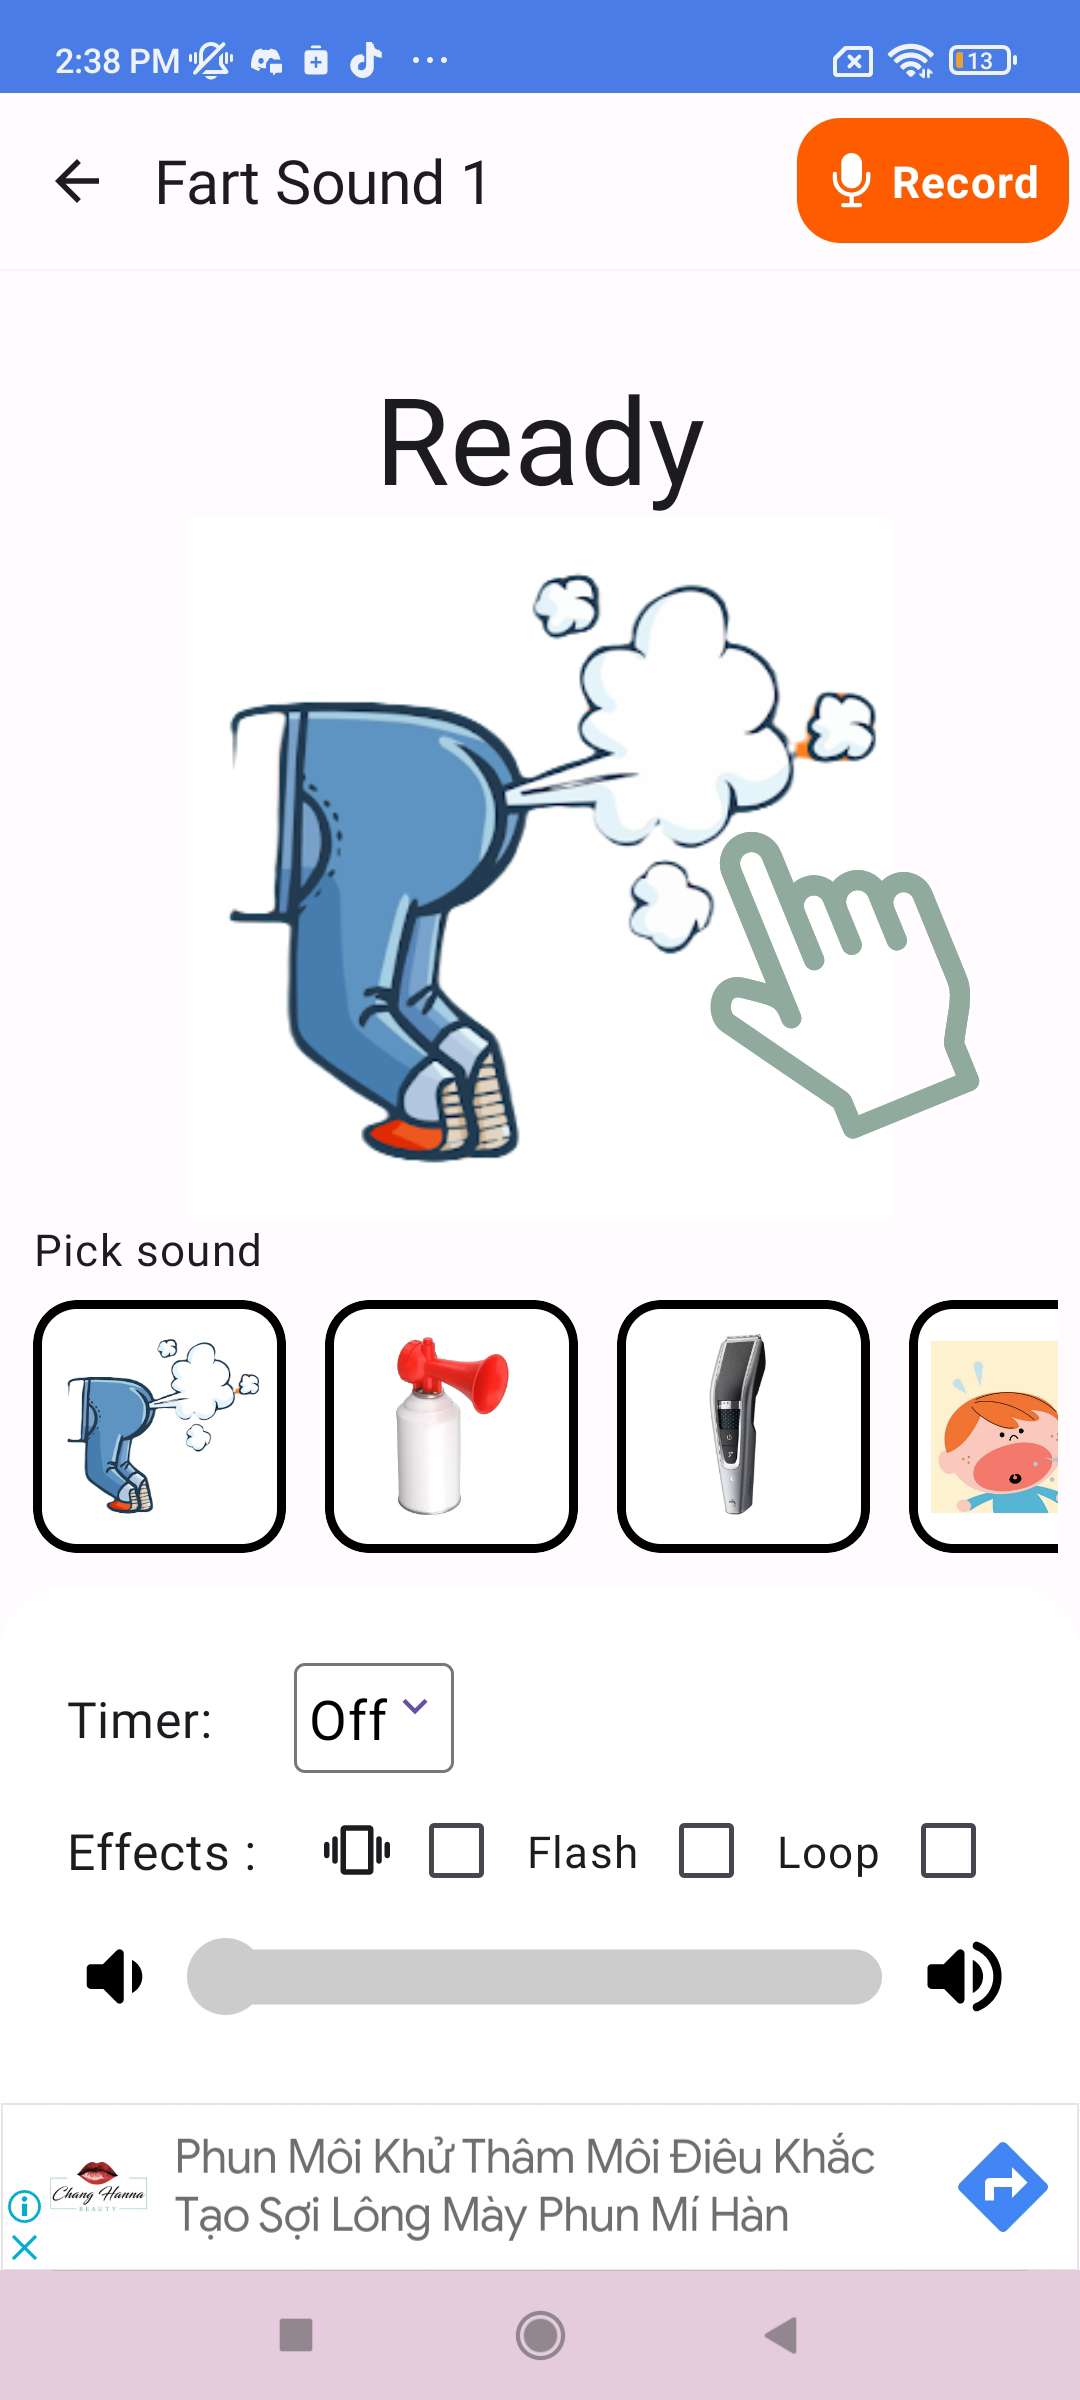 2:38 PM
13
Fart Sound 1
Record
Ready
Pick sound
Timer:
Off
Effects :
Flash
Loop
Chang Hanna
BEAUTY
Phun Môi Khử Thâm Môi Điêu Khắc
Tạo Sợi Lông Mày Phun Mí Hàn